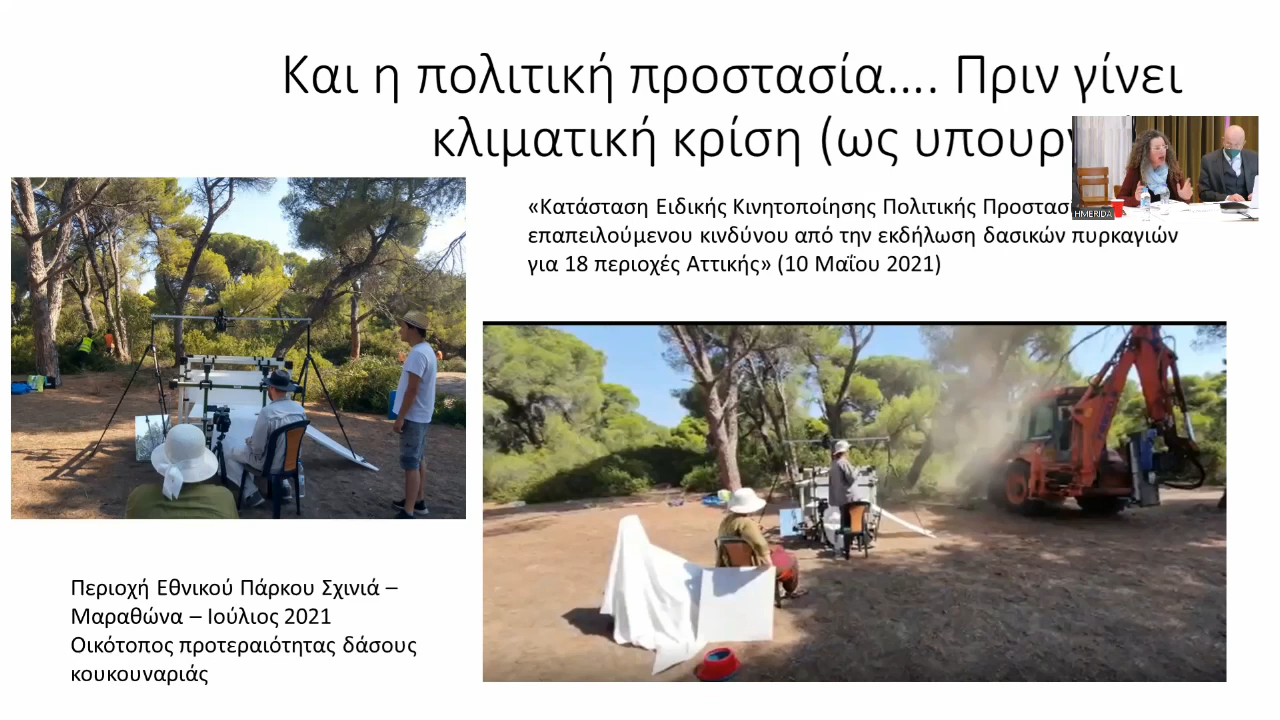 Και η πολιτική προστασία…. Πριν γίνει
κλιματική κρίση (ως
«Κατάσταση Ειδικής Κινητοποίησης Πολιτικής
επαπειλούμενου κινδύνου από την εκδήλωση δασικών πυρκαγιών
για 18 περιοχές Αττικής» (10 Μαΐου 2021)
HMERIDA
Περιοχή Εθνικού Πάρκου Σχινιά –
Μαραθώνα – Ιούλιος 2021
Οικότοπος προτεραιότητας δάσους
κουκουναριάς